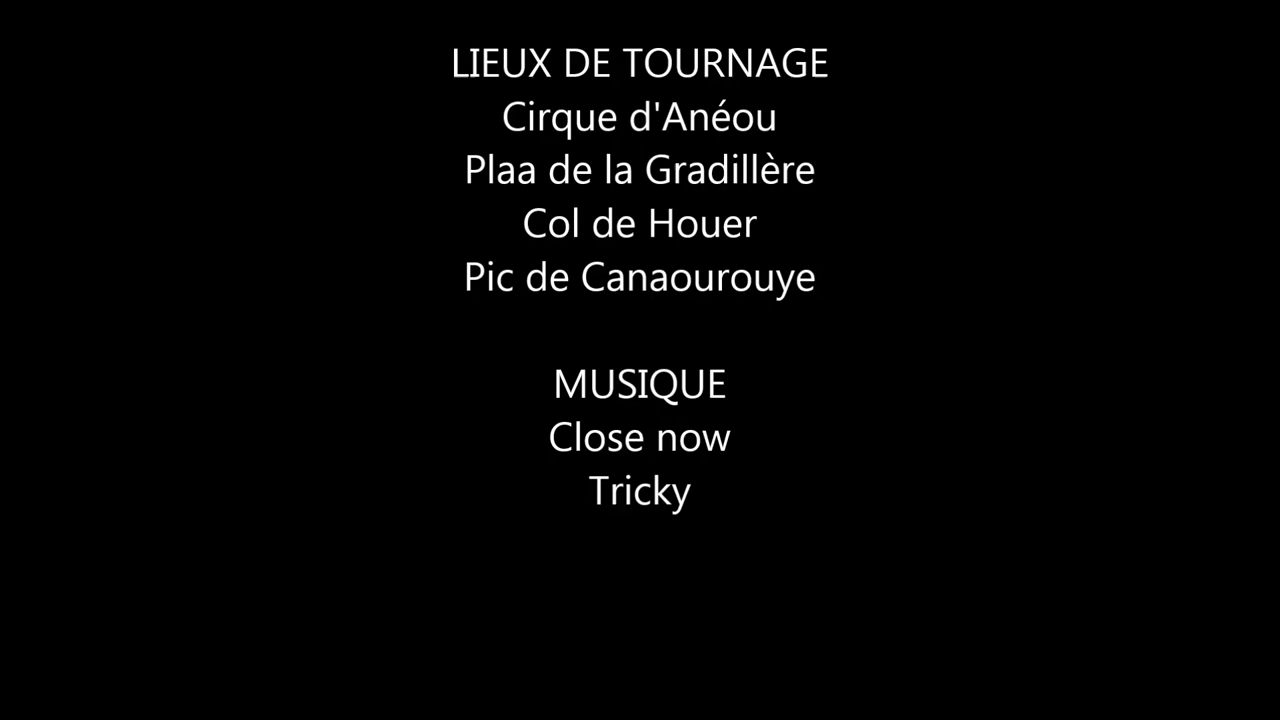 LIEUX DE TOURNAGE
Cirque d'Anéou
Plaa de la Gradillère
Col de Houer
Pic de Canaourouye
MUSIQUE
Close now
Tricky